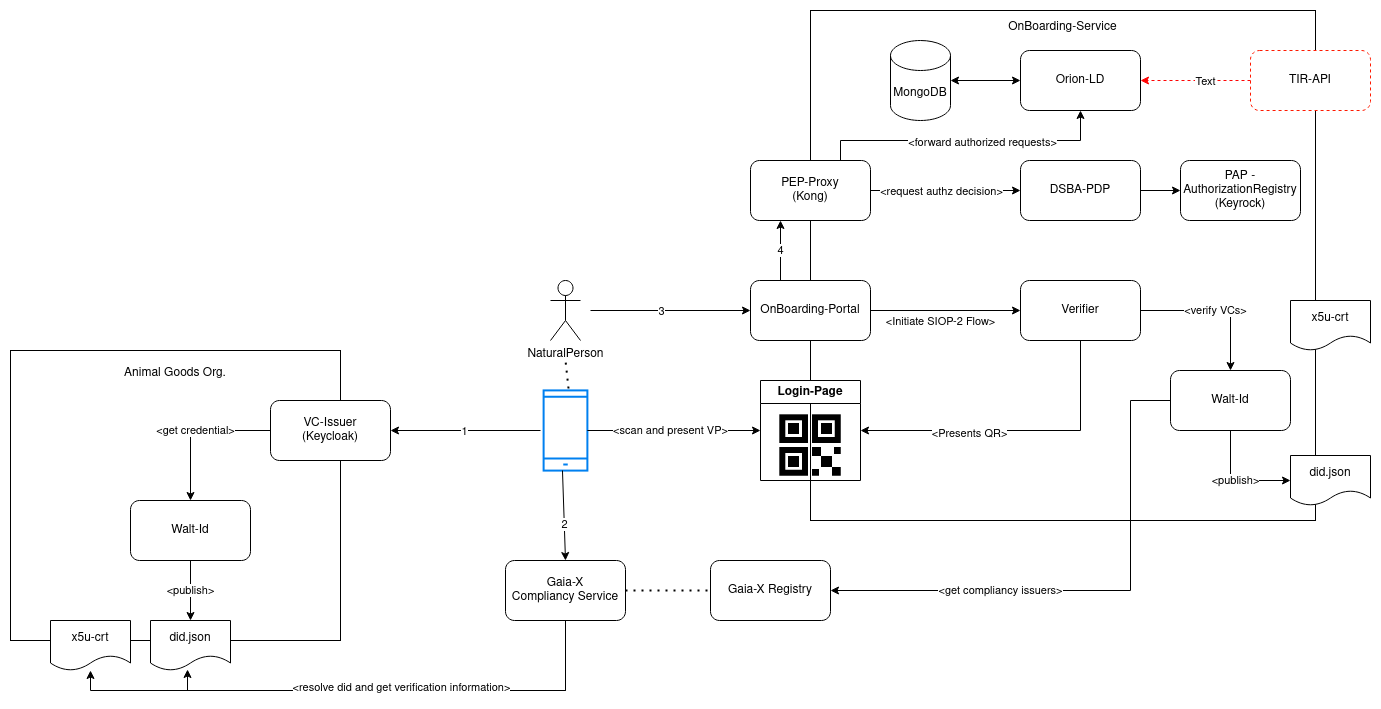 OnBoarding-Service
MongoDB
Orion-LD
Text
TIR-API
<forward authorized requests>
PEP-Proxy
(Kong)
<request authz decision>
DSBA-PDP
PAP -
AuthorizationRegistry
(Keyrock)
4
NaturalPerson
3
OnBoarding-Portal
<Initiate SIOP-2 Flow>
Verifier
<verify VCs>
x5u-crt
Animal Goods Org.
<get credential>
VC-Issuer
(Keycloak)
1
<scan and present VP>
Login-Page
<Presents QR>
Walt-Id
<publish>
did.json
Walt-Id
<publish>
x5u-crt
did.json
2
Gaia-X
Compliancy Service
Gaia-X Registry
<get compliancy issuers>
<resolve did and get verification information>